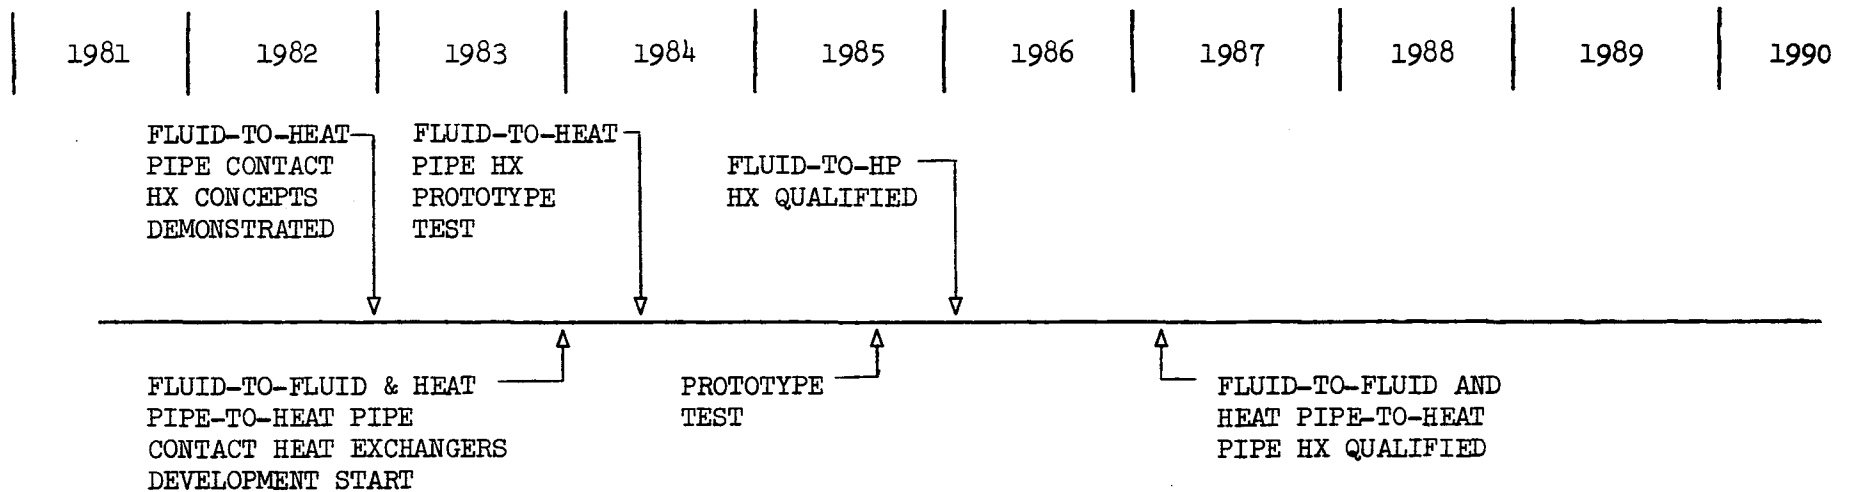 1981 1982 1983 1984 1985 1986 1987 1988 1989 1990
FLUID-TO-HEAT
PIPE CONTACT
HX CONCEPTS
DEMONSTRATED
FLUID-TO-HEAT
PIPE HX
PROTOTYPE
TEST
FLUID-TO-HP
HX QUALIFIED
FLUID-TO-FLUID & HEAT
PIPE-TO-HEAT PIPE
CONTACT HEAT EXCHANGERS
DEVELOPMENT START
PROTOTYPE
TEST
FLUID-TO-FLUID AND
HEAT PIPE-TO-HEAT
PIPE HX QUALIFIED